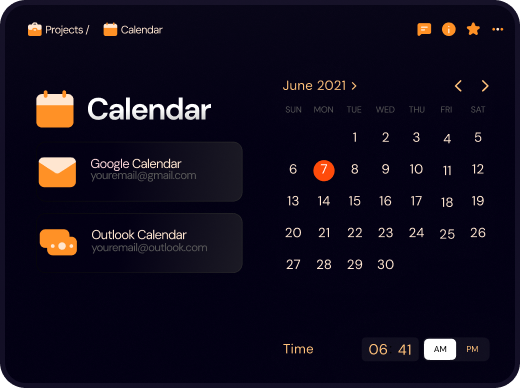 Projects / Calendar
Calendar
Google Calendar
youremail@gmail.com
Outlook Calendar
youremail@outlook.com
June 2021 >
SUN MON TUE WED THU FRI SAT
1 2 3 4 5
6 7 8 9 10 11 12
13 14 15 16 17 18 19
20 21 22 23 24 25 26
27 28 29 30
Time 06 41 AM PM